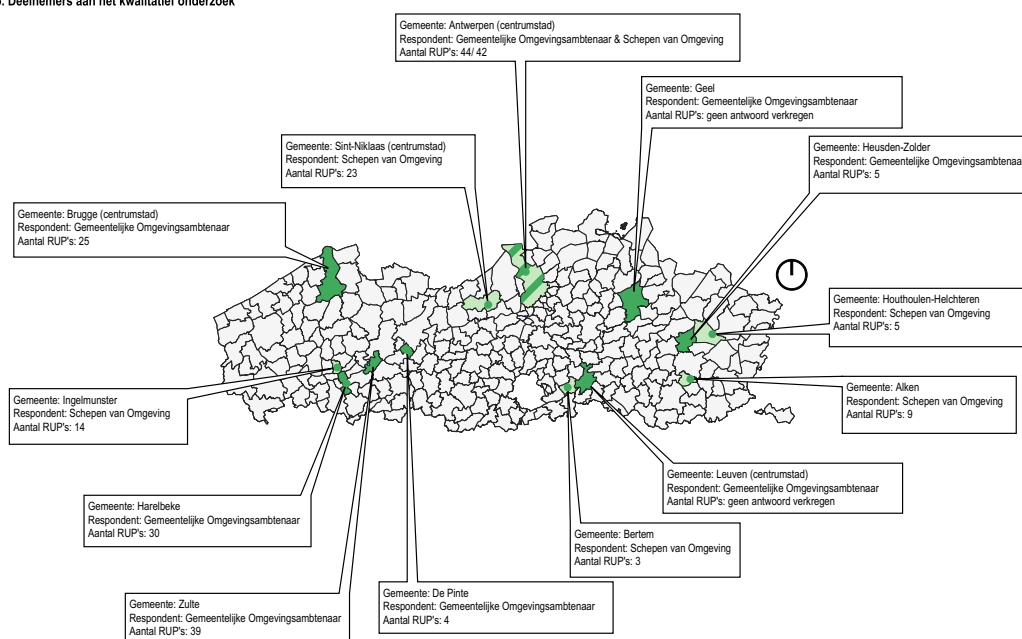 Deelnemers aan het kwalitatief onderzoek
Gemeente: Antwerpen (centrumstad)
Respondent: Gemeentelijke Omgevingsambtenaar & Schepen van Omgeving
Aantal RUP's: 44/ 42
Gemeente: Geel
Respondent: Gemeentelijke Omgevingsambtenaar
Aantal RUP's: geen antwoord verkregen
Gemeente: Sint-Niklaas (centrumstad)
Respondent: Schepen van Omgeving
Aantal RUP's: 23
Gemeente: Heusden-Zolder
Respondent: Gemeentelijke Omgevingsambtenaa
Aantal RUP's: 5
Gemeente: Brugge (centrumstad)
Respondent: Gemeentelijke Omgevingsambtenaar
Aantal RUP's: 25
Gemeente: Houthoulen-Helchteren
Respondent: Schepen van Omgeving
Aantal RUP's: 5
Gemeente: Ingelmunster
Respondent: Schepen van Omgeving
Aantal RUP's: 14
Gemeente: Alken
Respondent: Schepen van Omgeving
Aantal RUP's: 9
Gemeente: Leuven (centrumstad)
Respondent: Gemeentelijke Omgevingsambtenaar
Aantal RUP's: geen antwoord verkregen
Gemeente: Harelbeke
Respondent: Gemeentelijke Omgevingsambtenaar
Aantal RUP's: 30
Gemeente: Bertem
Respondent: Schepen van Omgeving
Aantal RUP's: 3
Gemeente: De Pinte
Respondent: Gemeentelijke Omgevingsambtenaar
Aantal RUP's: 4
Gemeente: Zulte
Respondent: Gemeentelijke Omgevingsambtenaar
Aantal RUP's: 39